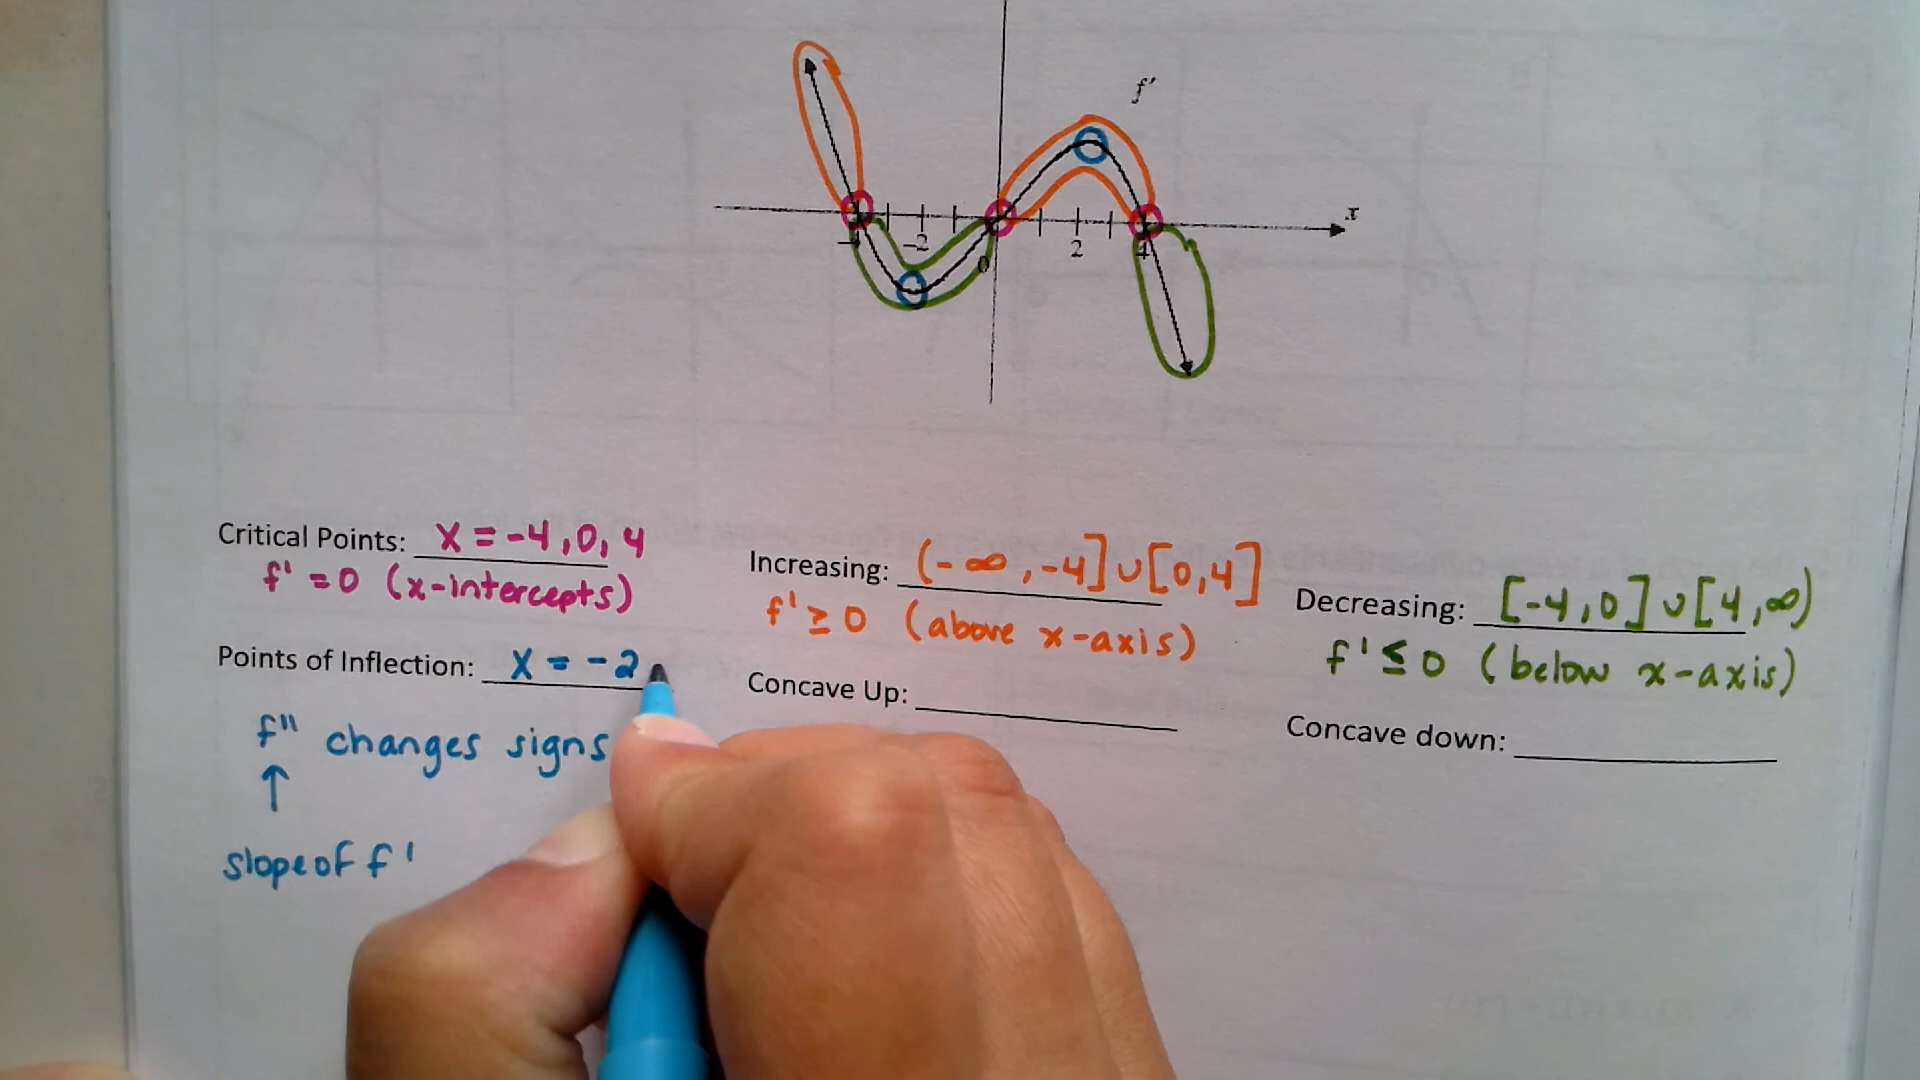 f'
x
-4
-2
0
2
4
Critical Points: x = -4, 0, 4
f' = 0 (x-intercepts)
Increasing: (-∞, -4] ∪ [0, 4]
f' ≥ 0 (above x-axis)
Decreasing: [-4, 0] ∪ [4, ∞)
f' ≤ 0 (below x-axis)
Points of Inflection: x = -2
f'' changes signs
↑
slope of f'
Concave Up:
Concave down: